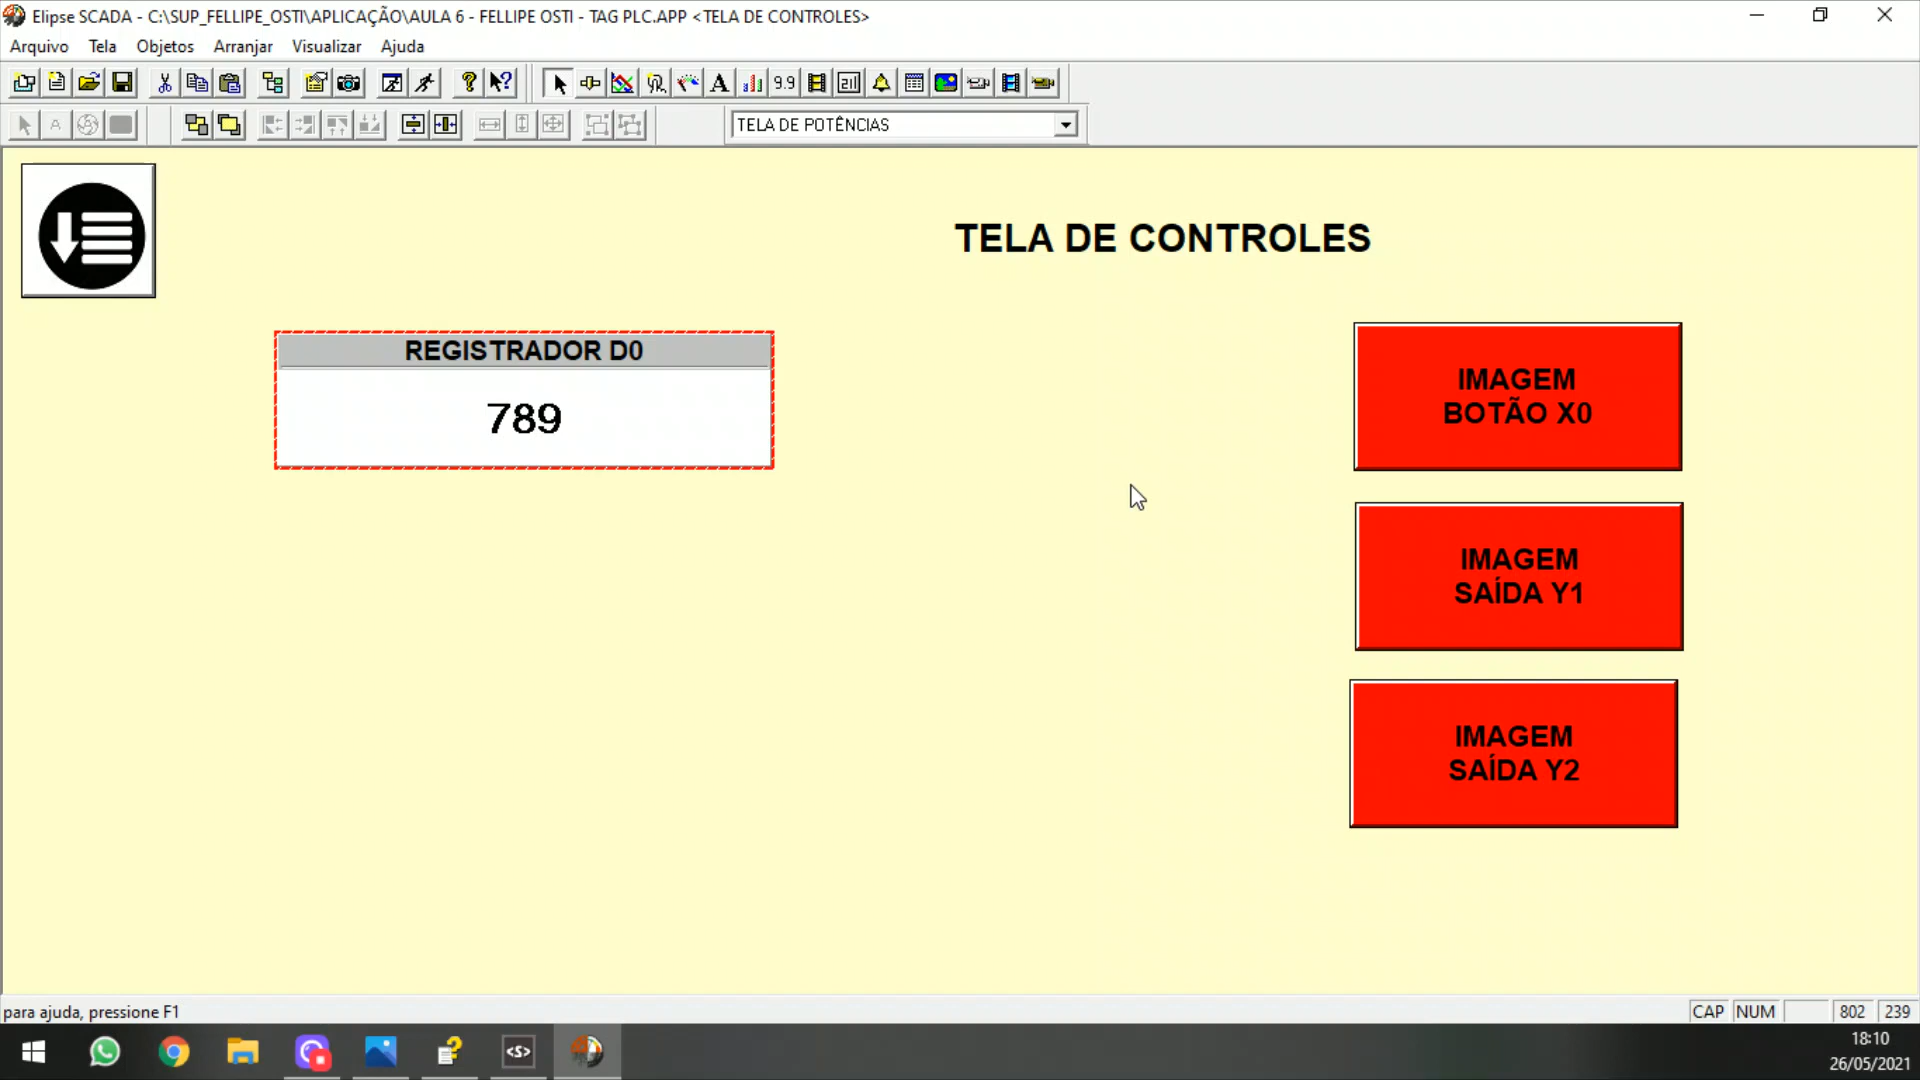 Elipse SCADA - C:\SUP_FELLIPE_OSTI\APLICAÇÃO\AULA 6 - FELLIPE OSTI - TAG PLC.APP <TELA DE CONTROLES>
Arquivo Tela Objetos Arranjar Visualizar Ajuda
A 9.9
TELA DE POTÊNCIAS
TELA DE CONTROLES
REGISTRADOR D0
789
IMAGEM
BOTÃO X0
IMAGEM
SAÍDA Y1
IMAGEM
SAÍDA Y2
para ajuda, pressione F1
CAP NUM 802 239
<S>
18:10
26/05/2021